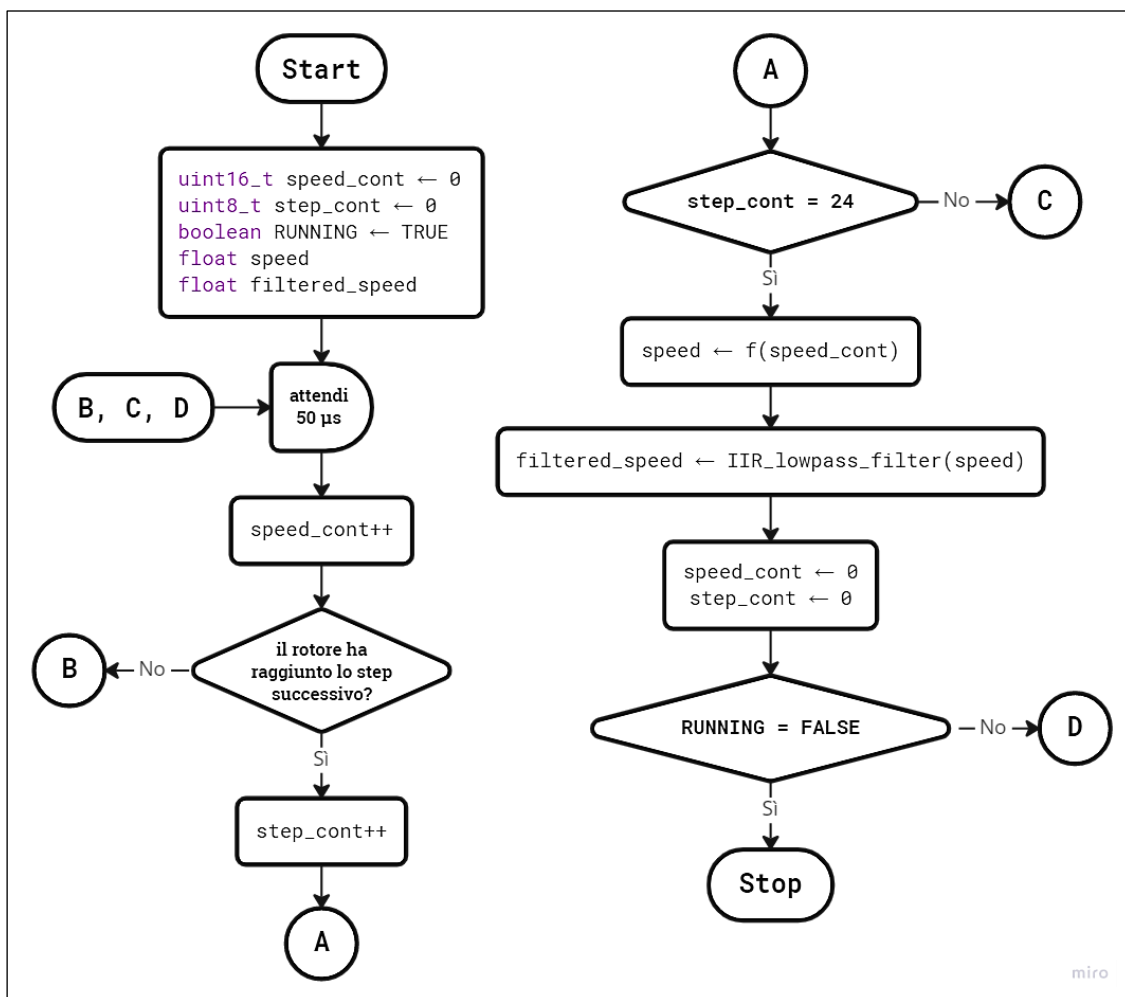 Start
uint16_t speed_cont ← 0
uint8_t step_cont ← 0
boolean RUNNING ← TRUE
float speed
float filtered_speed
B, C, D
attendi
50 µs
speed_cont++
il rotore ha
raggiunto lo step
successivo?
No
B
Sì
step_cont++
A
A
step_cont = 24
No
C
Sì
speed ← f(speed_cont)
filtered_speed ← IIR_lowpass_filter(speed)
speed_cont ← 0
step_cont ← 0
RUNNING = FALSE
No
D
Sì
Stop
miro